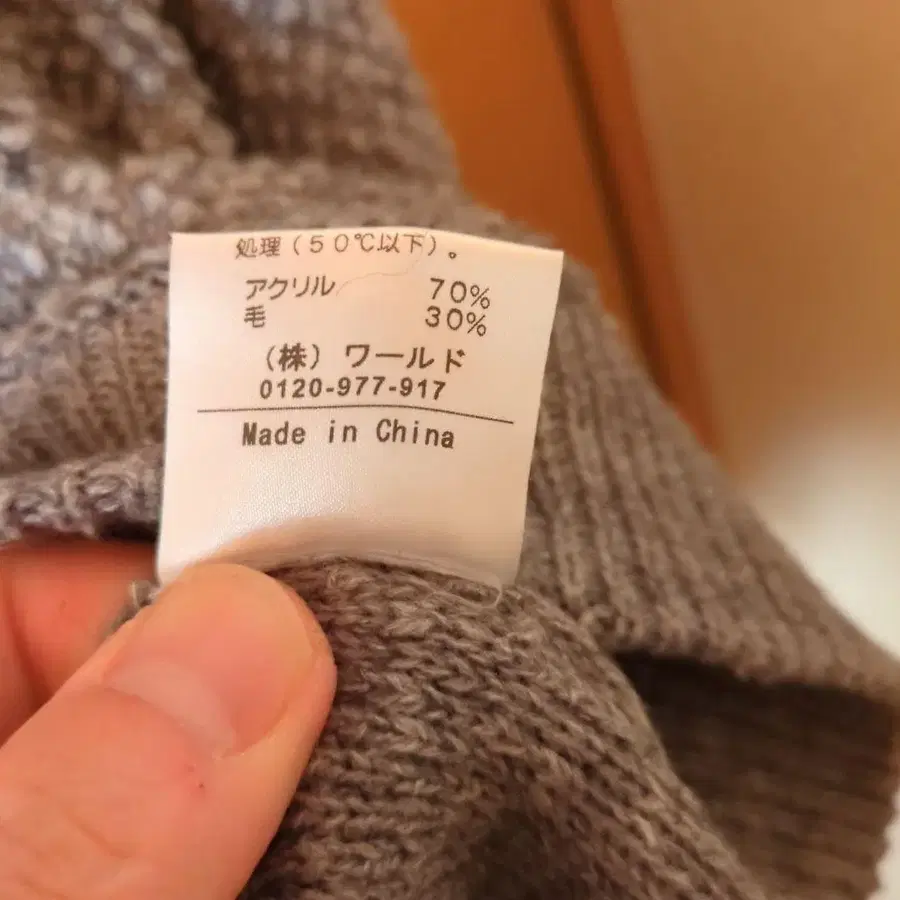 処理（５０℃以下）。
アクリル 70%
毛 30%
（株）ワールド
0120-977-917
Made in China